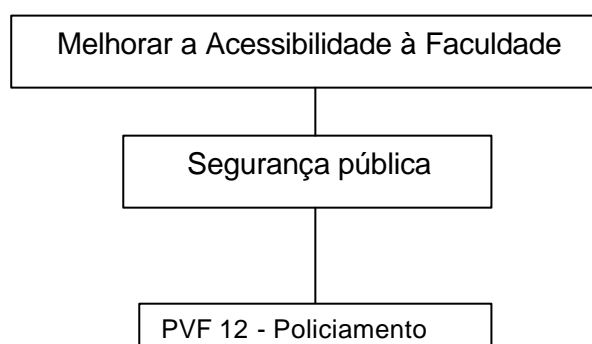 Melhorar a Acessibilidade à Faculdade
Segurança pública
PVF 12 - Policiamento